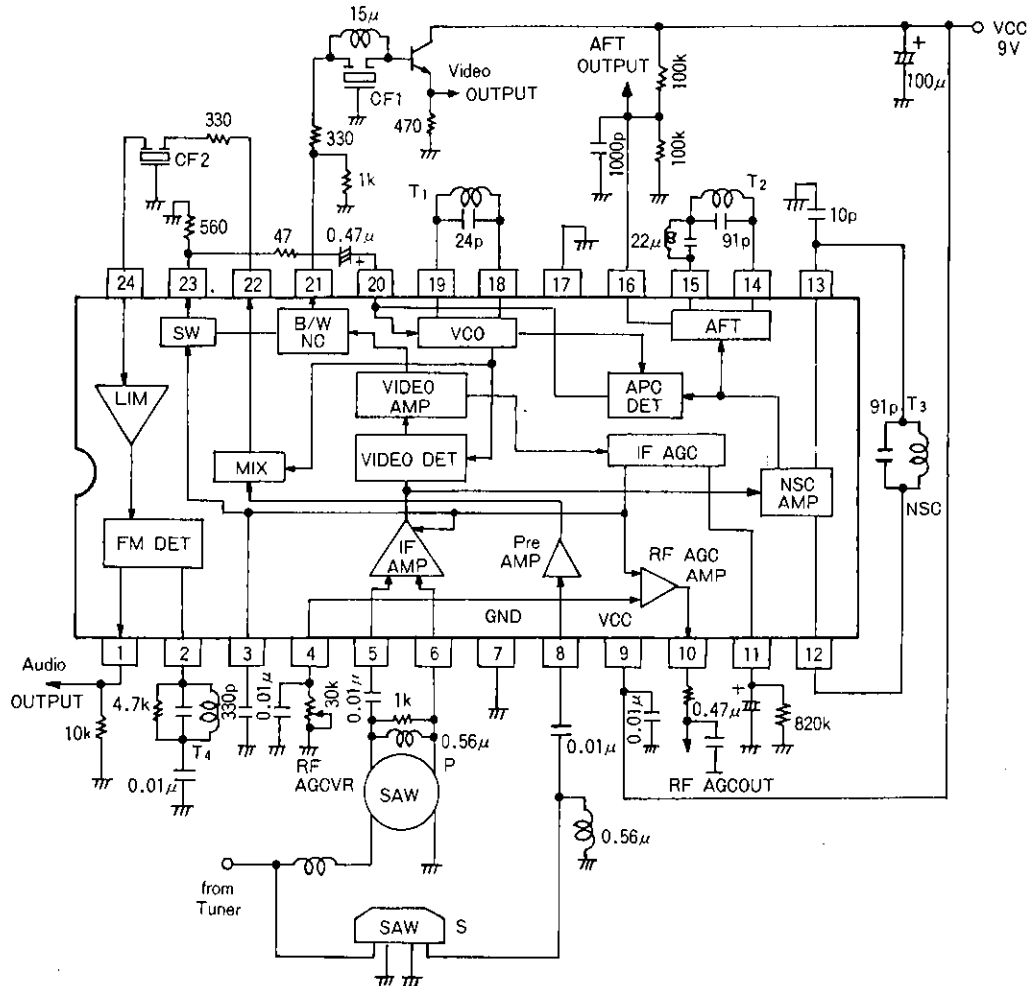 15μ
VCC
9V
AFT
OUTPUT
100k
100μ
Video
OUTPUT
CF1
330
330
470
1000p
100k
CF2
1k
T1
T2
560
47
0.47μ
24p
22μ
91p
10p
24
23
22
21
20
19
18
17
16
15
14
13
SW
B/W
NC
VCO
AFT
LIM
VIDEO
AMP
APC
DET
91p
T3
MIX
VIDEO DET
IF AGC
NSC
AMP
NSC
FM DET
IF
AMP
Pre
AMP
RF AGC
AMP
GND
VCC
1
2
3
4
5
6
7
8
9
10
11
12
Audio
OUTPUT
4.7k
330p
0.01μ
30k
0.01μ
1k
0.01μ
0.47μ
820k
10k
T4
0.56μ
0.01μ
0.01μ
RF
AGCVR
P
RF AGCOUT
SAW
0.56μ
from
Tuner
SAW
S